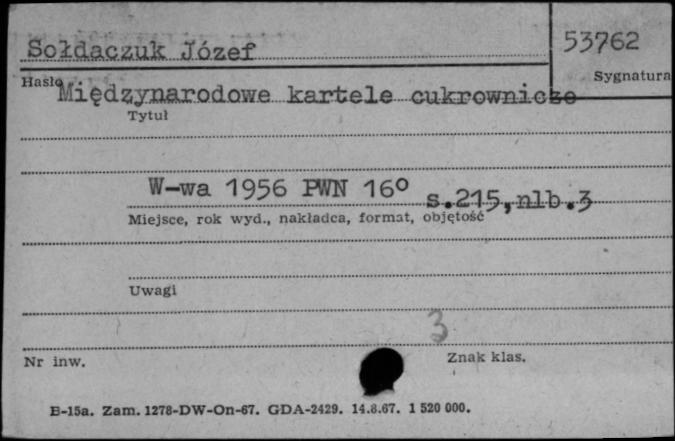 Sołdaczuk Józef
53762
Hasło
Sygnatura
Międzynarodowe kartele cukrownicze
Tytuł
W-wa 1956 PWN 16° s.215,nlb.3
Miejsce, rok wyd., nakładca, format, objętość
Uwagi
3
Nr inw.
Znak klas.
B-15a. Zam. 1278-DW-On-67. GDA-2429. 14.8.67. 1 520 000.